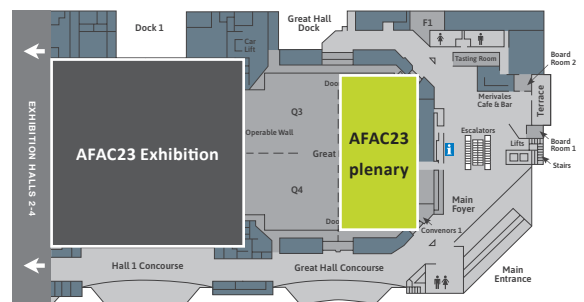 Dock 1
Great Hall
Dock
F1
Car
Lift
Tasting Room
Board
Room 2
Merivales
Cafe & Bar
Terrace
EXHIBITION HALLS 2-4
Q3
Operable Wall
Escalators
Lifts
Board
Room 1
Stairs
AFAC23 Exhibition
Great
AFAC23
plenary
i
Q4
Main
Foyer
Convenors 1
Hall 1 Concourse
Great Hall Concourse
Main
Entrance